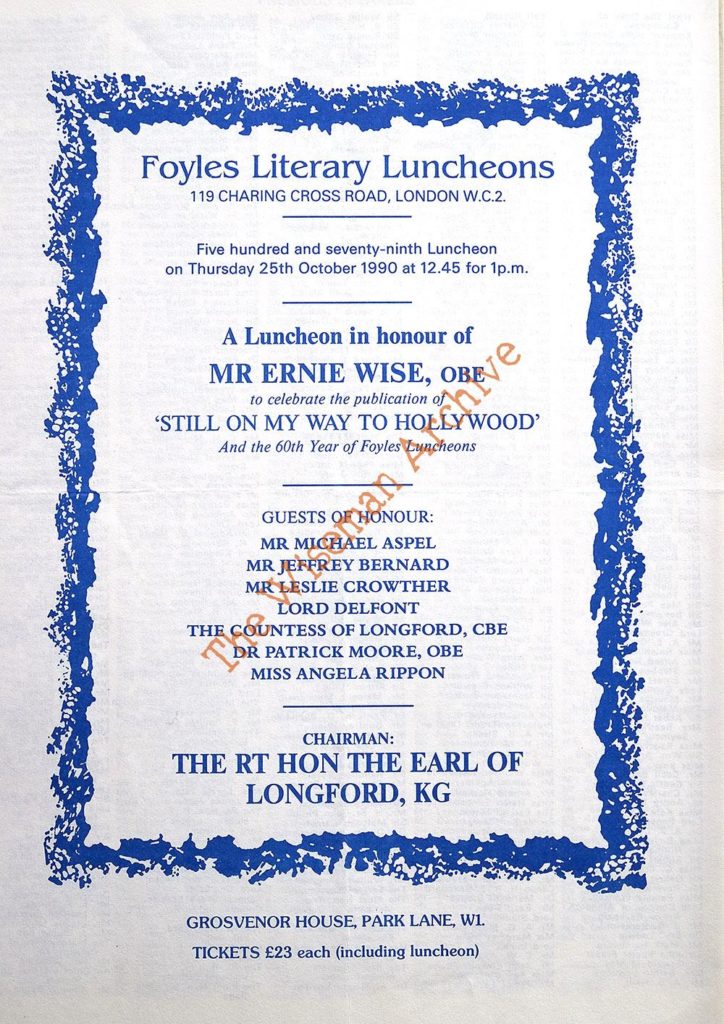 Foyles Literary Luncheons
119 CHARING CROSS ROAD, LONDON W.C.2.
Five hundred and seventy-ninth Luncheon
on Thursday 25th October 1990 at 12.45 for 1p.m.
A Luncheon in honour of
MR ERNIE WISE, OBE
to celebrate the publication of
‘STILL ON MY WAY TO HOLLYWOOD’
And the 60th Year of Foyles Luncheons
GUESTS OF HONOUR:
MR MICHAEL ASPEL
MR JEFFREY BERNARD
MR LESLIE CROWTHER
LORD DELFONT
THE COUNTESS OF LONGFORD, CBE
DR PATRICK MOORE, OBE
MISS ANGELA RIPPON
CHAIRMAN:
THE RT HON THE EARL OF
LONGFORD, KG
GROSVENOR HOUSE, PARK LANE, W1.
TICKETS £23 each (including luncheon)
The Wiseman Archive